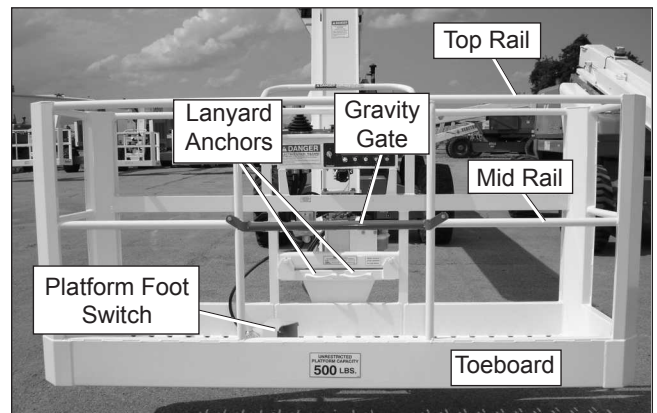 Top Rail
Lanyard
Anchors
Gravity
Gate
DANGER
Mid Rail
Platform Foot
Switch
UNRESTRICTED
PLATFORM CAPACITY
500 LBS.
Toeboard